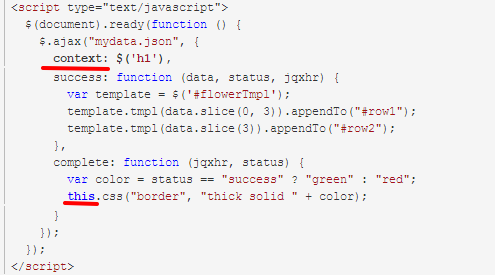 <script type="text/javascript">
$(document).ready(function () {
$.ajax("mydata.json", {
context: $('h1'),
success: function (data, status, jqxhr) {
var template = $('#flowerTmpl');
template.tmpl(data.slice(0, 3)).appendTo("#row1");
template.tmpl(data.slice(3)).appendTo("#row2");
},
complete: function (jqxhr, status) {
var color = status == "success" ? "green" : "red";
this.css("border", "thick solid " + color);
}
});
});
</script>